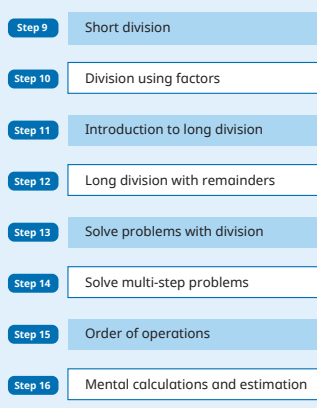 Step 9 Short division
Step 10 Division using factors
Step 11 Introduction to long division
Step 12 Long division with remainders
Step 13 Solve problems with division
Step 14 Solve multi-step problems
Step 15 Order of operations
Step 16 Mental calculations and estimation